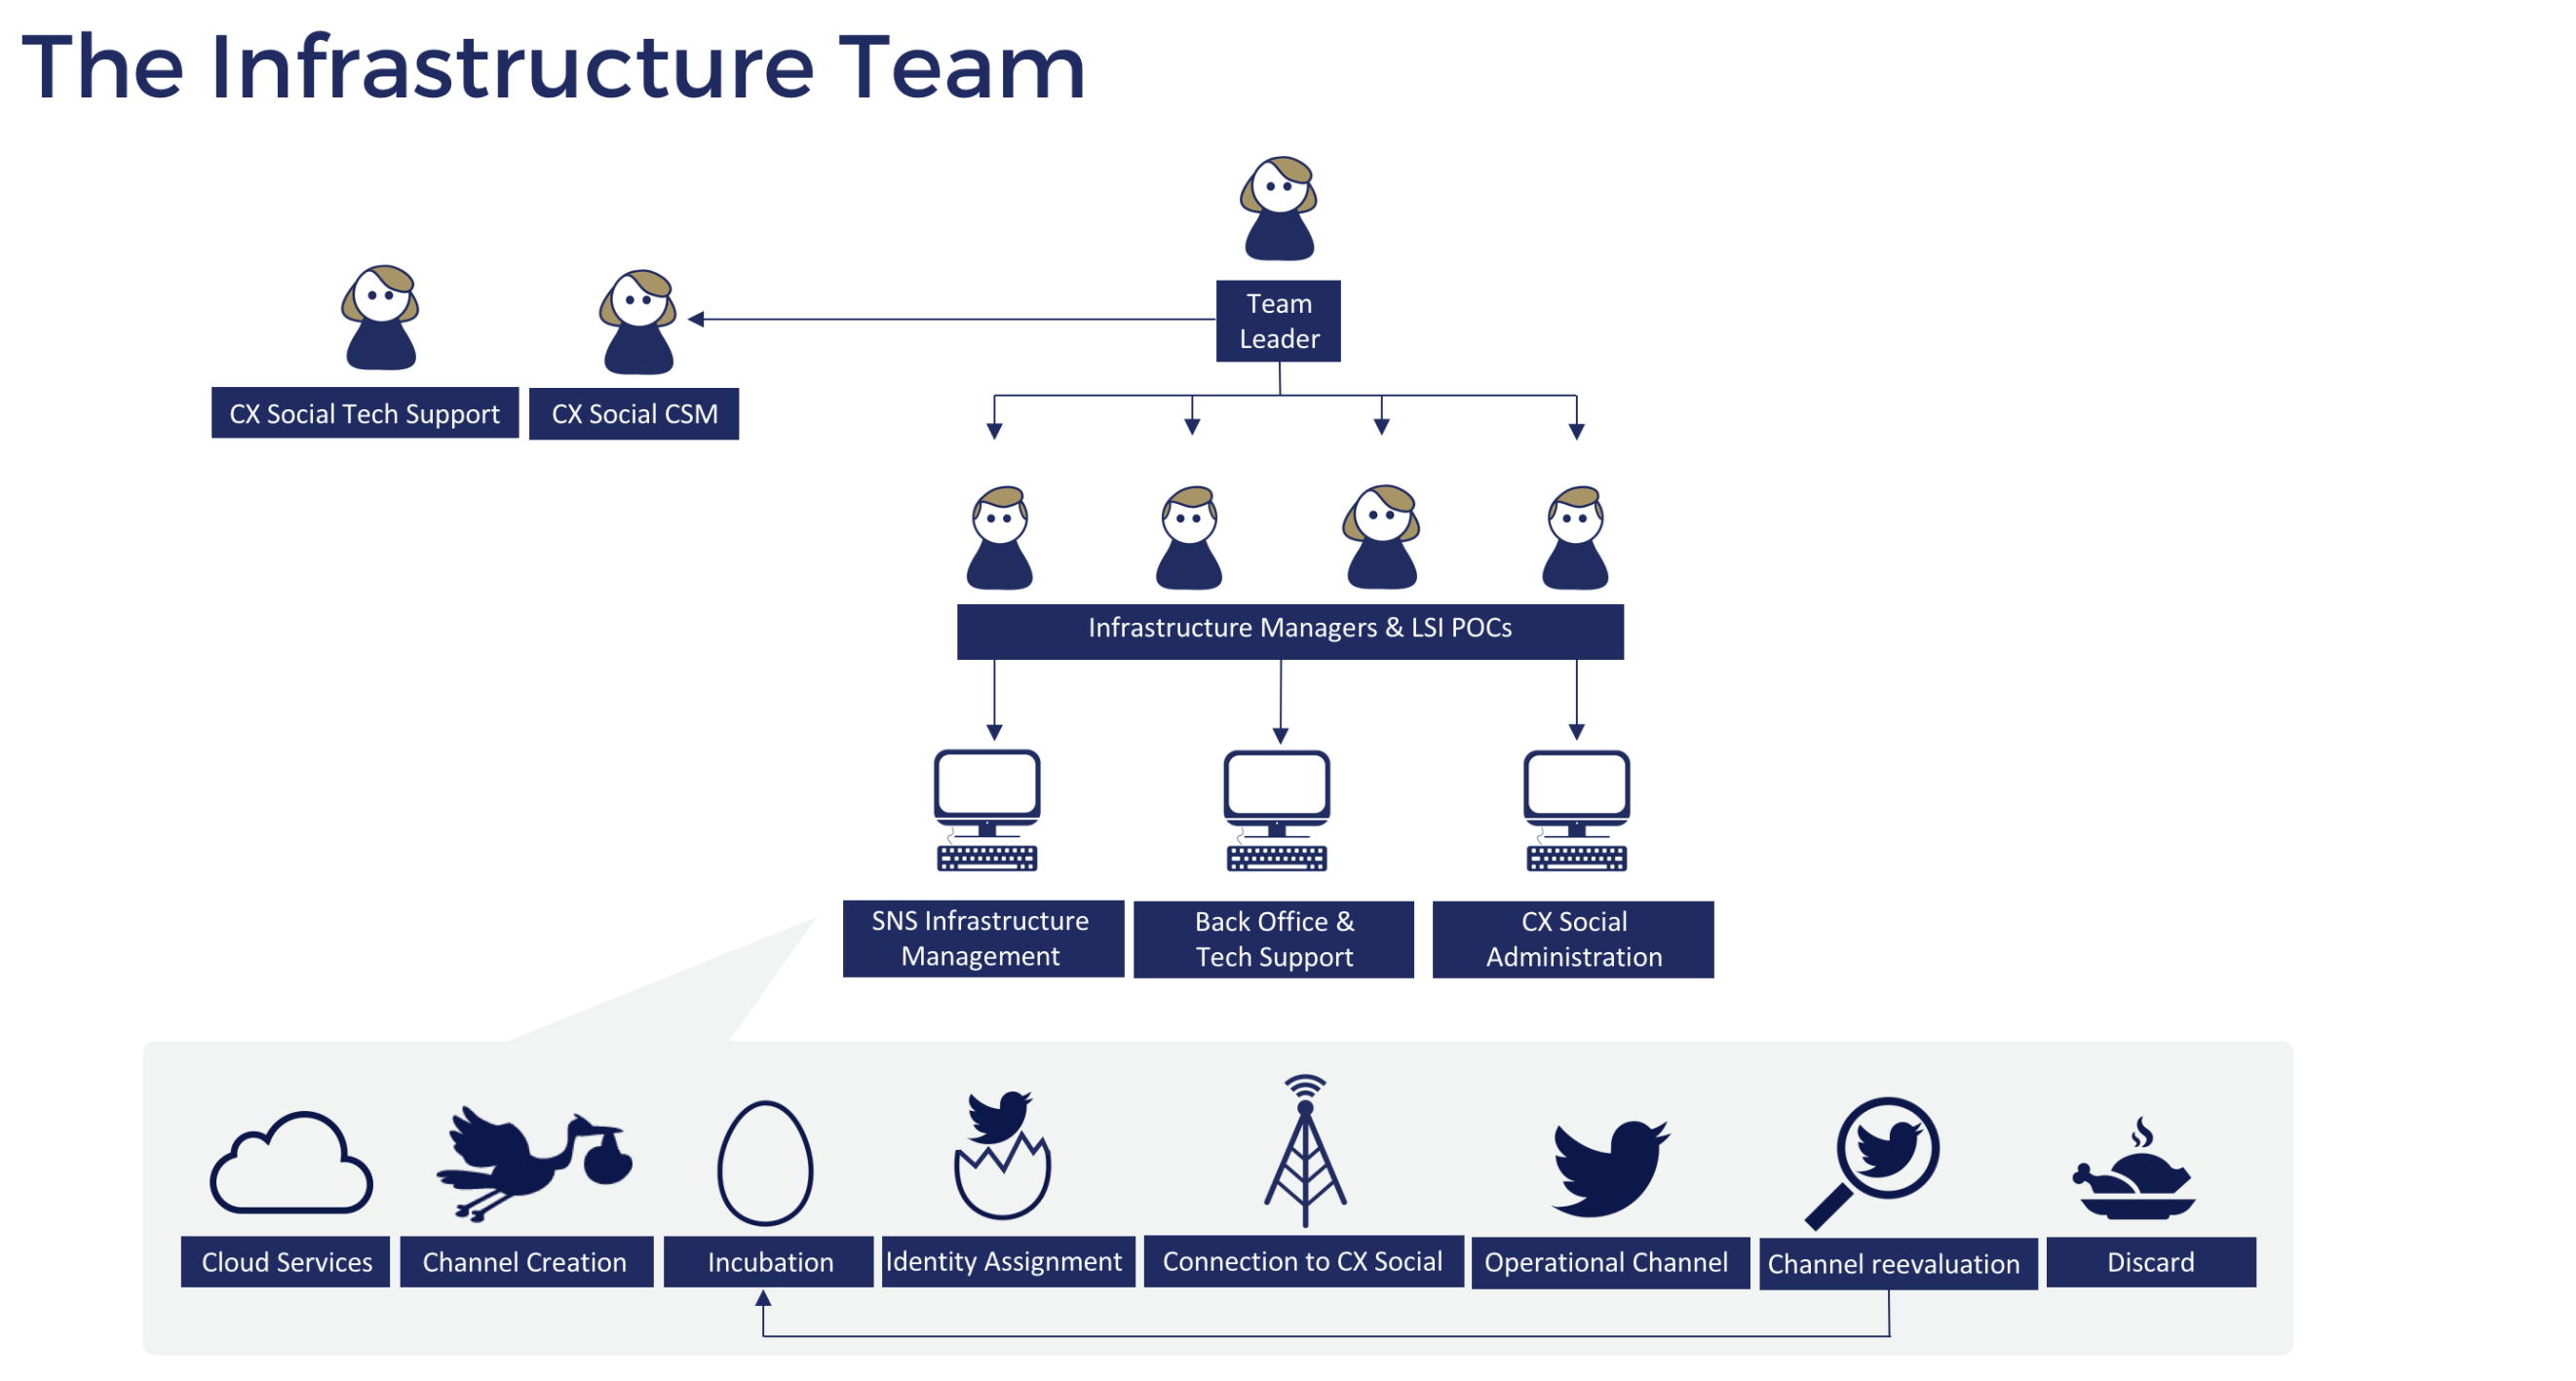 The Infrastructure Team
Team
Leader
CX Social Tech Support
CX Social CSM
Infrastructure Managers & LSI POCs
SNS Infrastructure
Management
Back Office &
Tech Support
CX Social
Administration
Cloud Services
Channel Creation
Incubation
Identity Assignment
Connection to CX Social
Operational Channel
Channel reevaluation
Discard